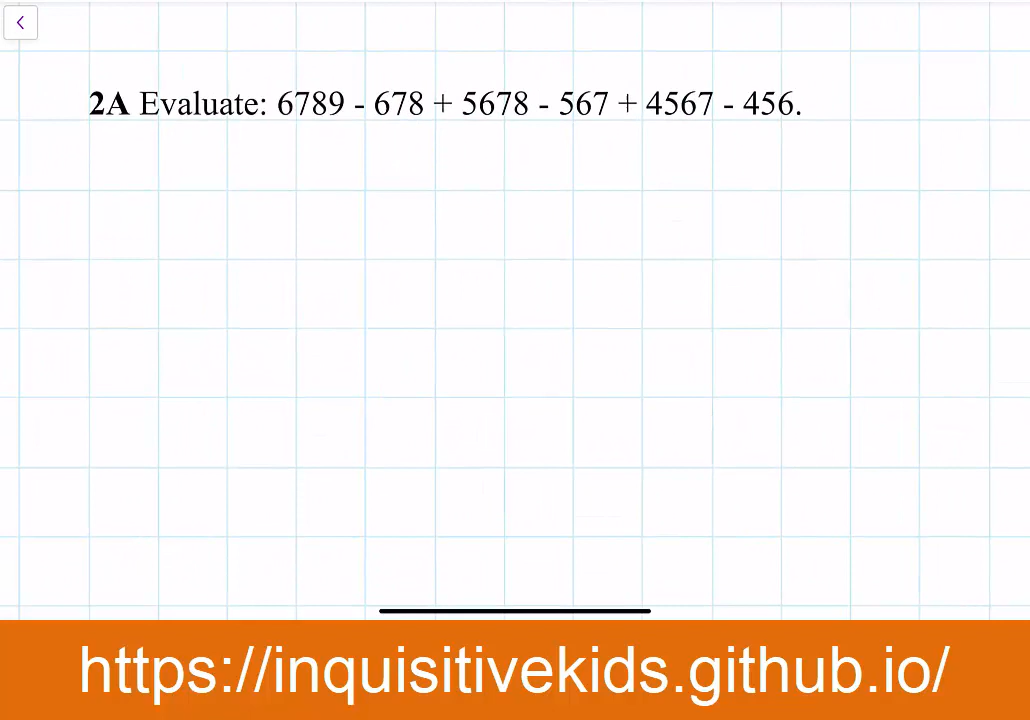 2A Evaluate: 6789 - 678 + 5678 - 567 + 4567 - 456.
https://inquisitivekids.github.io/